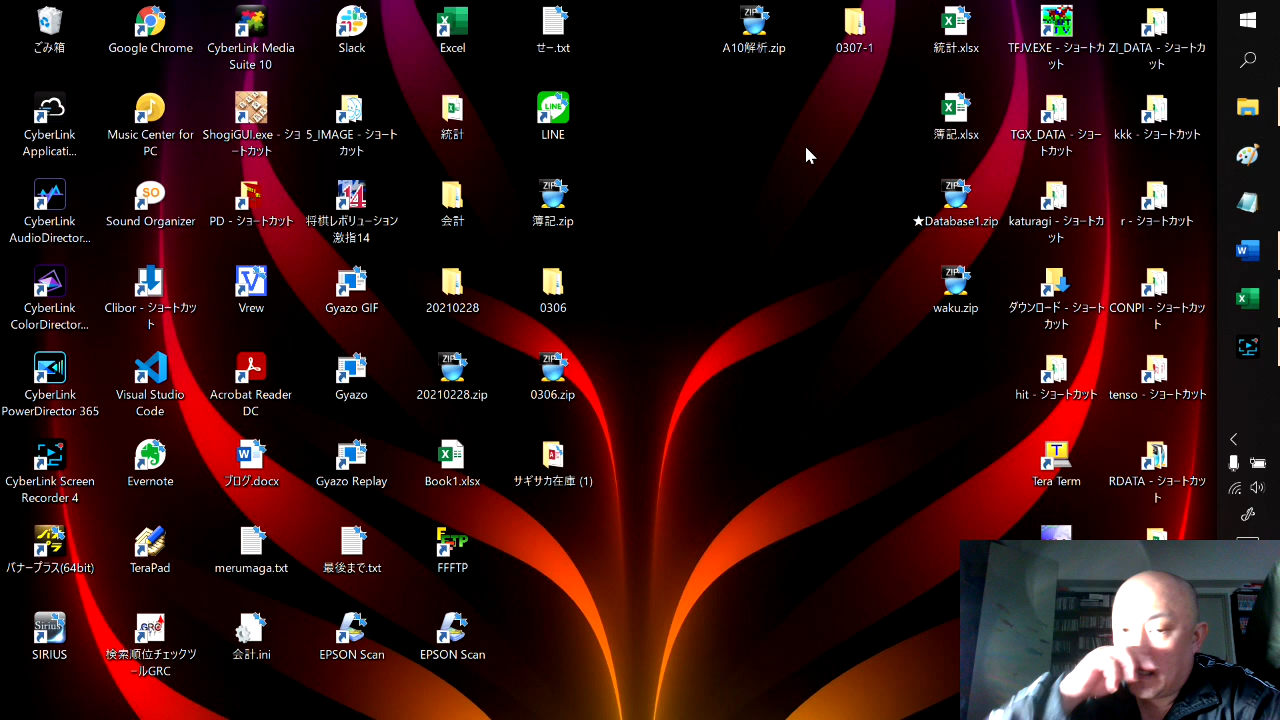 ごみ箱
Google Chrome
CyberLink Media
Suite 10
Slack
Excel
せー.txt
A10解析.zip
0307-1
統計.xlsx
TFJV.EXE - ショートカ
ット
ZI_DATA - ショートカ
ット
CyberLink
Applicati...
Music Center for
PC
ShogiGUI.exe - ショ
ートカット
5_IMAGE - ショート
カット
統計
LINE
簿記.xlsx
TGX_DATA - ショー
トカット
kkk - ショートカット
CyberLink
AudioDirector...
Sound Organizer
PD - ショートカット
将棋レボリューション
激指14
会計
簿記.zip
★Database1.zip
katuragi - ショートカ
ット
r - ショートカット
CyberLink
ColorDirector...
Clibor - ショートカッ
ト
Vrew
Gyazo GIF
20210228
0306
waku.zip
ダウンロード - ショート
カット
CONPI - ショートカッ
ト
CyberLink
PowerDirector 365
Visual Studio
Code
Acrobat Reader
DC
Gyazo
20210228.zip
0306.zip
hit - ショートカット
tenso - ショートカット
CyberLink Screen
Recorder 4
Evernote
ブログ.docx
Gyazo Replay
Book1.xlsx
サギサカ在庫 (1)
Tera Term
RDATA - ショートカッ
ト
バナープラス(64bit)
TeraPad
merumaga.txt
最後まで.txt
FFFTP
SIRIUS
検索順位チェックツ
ールGRC
会計.ini
EPSON Scan
EPSON Scan